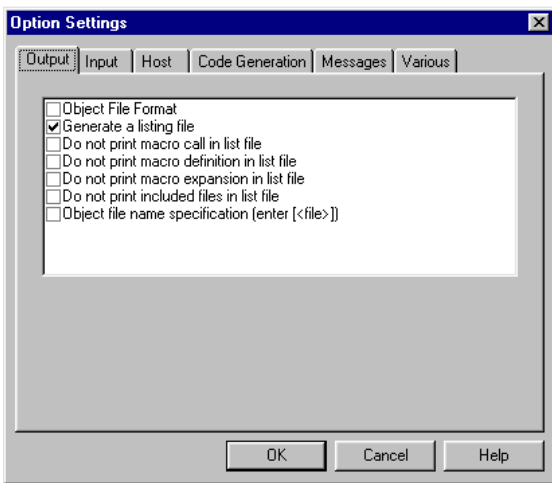 Option Settings
Output Input Host Code Generation Messages Various
Object File Format
Generate a listing file
Do not print macro call in list file
Do not print macro definition in list file
Do not print macro expansion in list file
Do not print included files in list file
Object file name specification (enter [<file>])
OK Cancel Help